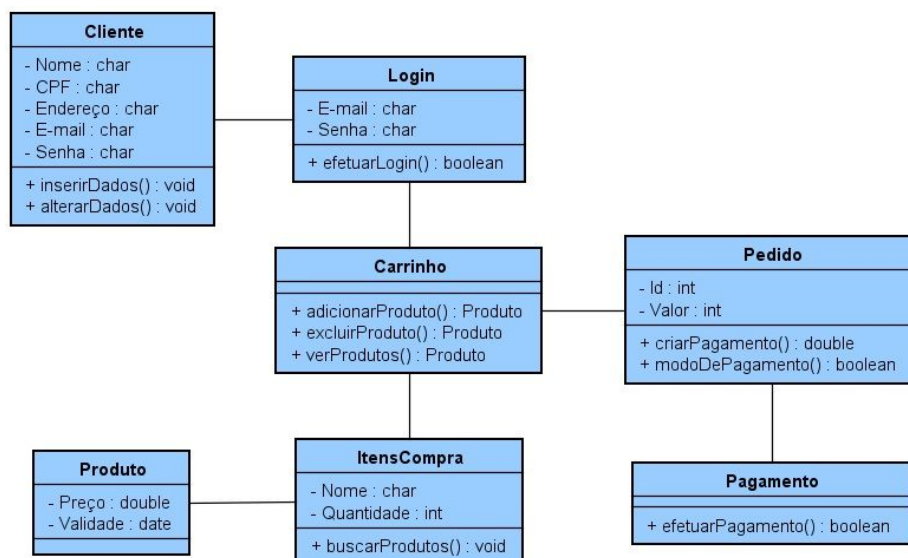 Cliente
- Nome : char
- CPF : char
- Endereço : char
- E-mail : char
- Senha : char
+ inserirDados() : void
+ alterarDados() : void
Login
- E-mail : char
- Senha : char
+ efetuarLogin() : boolean
Carrinho
+ adicionarProduto() : Produto
+ excluirProduto() : Produto
+ verProdutos() : Produto
Pedido
- Id : int
- Valor : int
+ criarPagamento() : double
+ modoDePagamento() : boolean
Produto
- Preço : double
- Validade : date
ItensCompra
- Nome : char
- Quantidade : int
+ buscarProdutos() : void
Pagamento
+ efetuarPagamento() : boolean